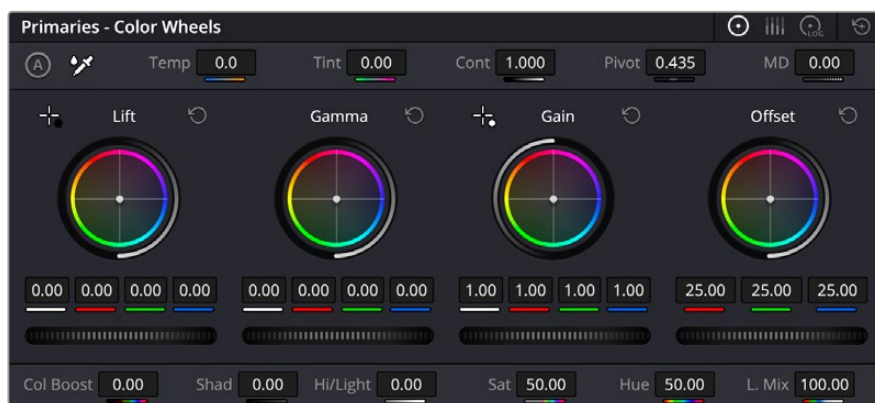 Primaries - Color Wheels
LOG
A Temp 0.0 Tint 0.00 Cont 1.000 Pivot 0.435 MD 0.00
Lift Gamma Gain Offset
0.00 0.00 0.00 0.00 0.00 0.00 0.00 0.00 1.00 1.00 1.00 1.00 25.00 25.00 25.00
Col Boost 0.00 Shad 0.00 Hi/Light 0.00 Sat 50.00 Hue 50.00 L. Mix 100.00